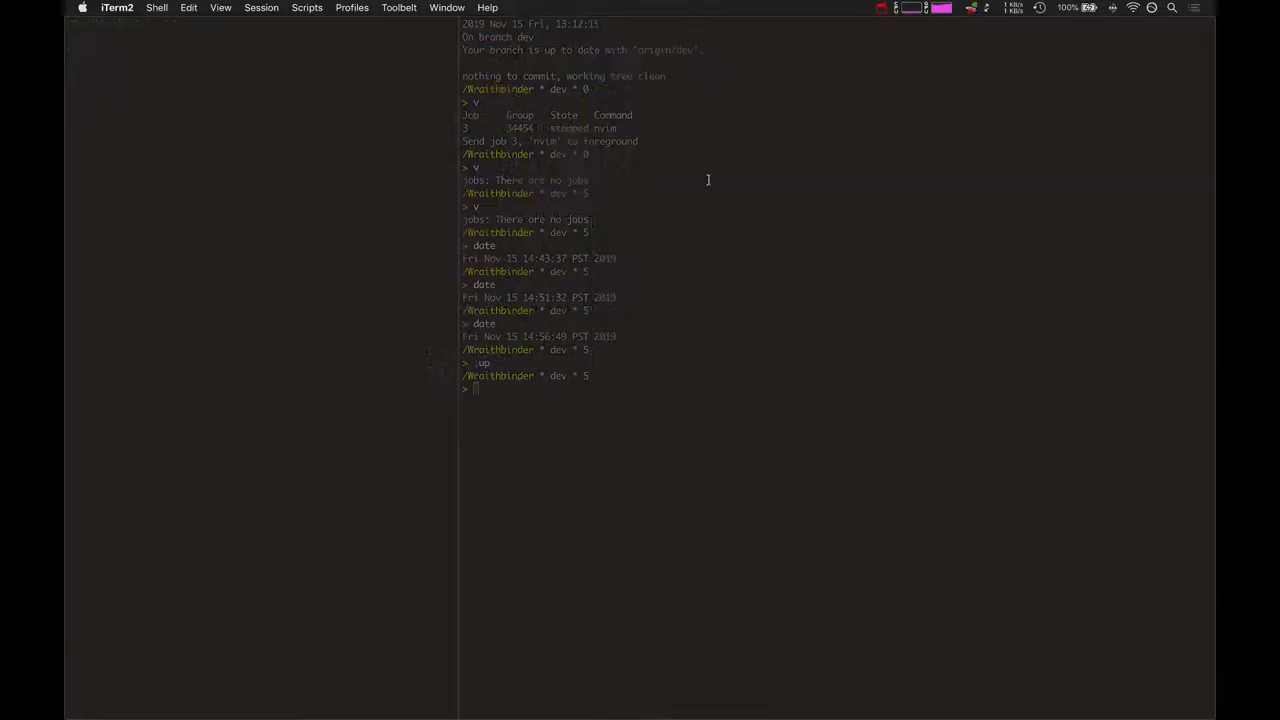 iTerm2 Shell Edit View Session Scripts Profiles Toolbelt Window Help 1 KB/s 1 KB/s 100%
2019 Nov 15 Fri, 13:12:15
On branch dev
Your branch is up to date with 'origin/dev'.
nothing to commit, working tree clean
/Wraithbinder * dev * 0
> v
Job Group State Command
3 34454 stopped nvim
Send job 3, 'nvim' to foreground
/Wraithbinder * dev * 0
> v
jobs: There are no jobs
/Wraithbinder * dev * 5
> v
jobs: There are no jobs
/Wraithbinder * dev * 5
> date
Fri Nov 15 14:43:37 PST 2019
/Wraithbinder * dev * 5
> date
Fri Nov 15 14:51:32 PST 2019
/Wraithbinder * dev * 5
> date
Fri Nov 15 14:56:49 PST 2019
/Wraithbinder * dev * 5
> up
/Wraithbinder * dev * 5
>